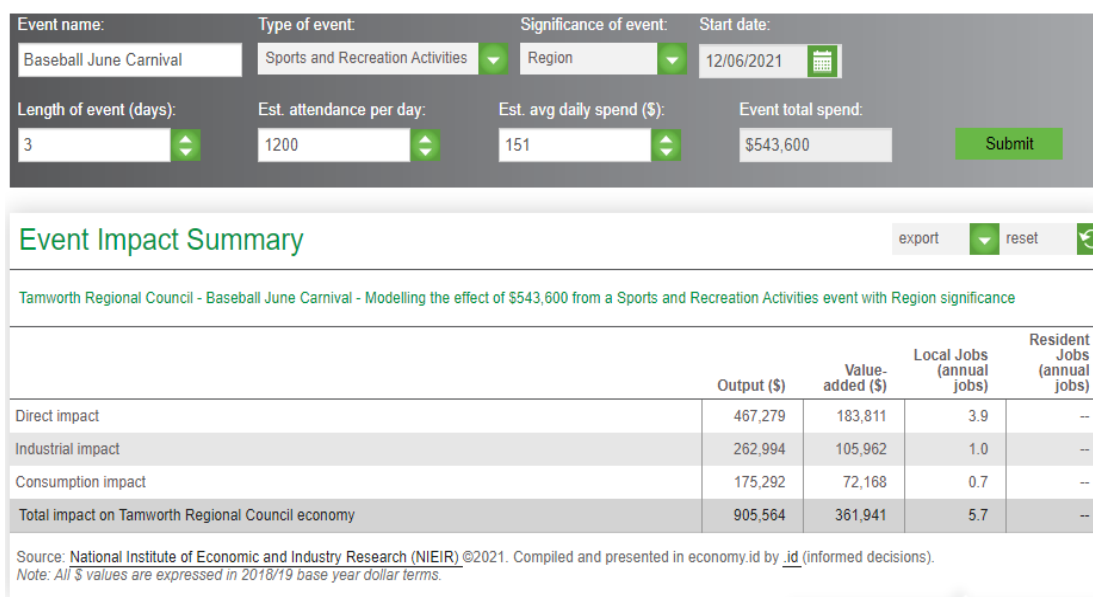 Event name: Type of event: Significance of event: Start date:
Baseball June Carnival Sports and Recreation Activities Region 12/06/2021
Length of event (days): Est. attendance per day: Est. avg daily spend ($): Event total spend:
3 1200 151 $543,600 Submit
Event Impact Summary export reset
Tamworth Regional Council - Baseball June Carnival - Modelling the effect of $543,600 from a Sports and Recreation Activities event with Region significance
Output ($) Value-added ($) Local Jobs (annual jobs) Resident Jobs (annual jobs)
Direct impact 467,279 183,811 3.9 --
Industrial impact 262,994 105,962 1.0 --
Consumption impact 175,292 72,168 0.7 --
Total impact on Tamworth Regional Council economy 905,564 361,941 5.7 --
Source: National Institute of Economic and Industry Research (NIEIR) ©2021. Compiled and presented in economy.id by .id (informed decisions).
Note: All $ values are expressed in 2018/19 base year dollar terms.